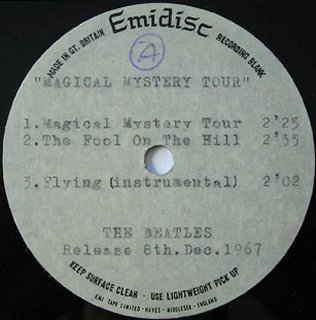 Emidisc
MADE IN GT. BRITAIN
RECORDING BLANK
A
"MAGICAL MYSTERY TOUR"
1.Magical Mystery Tour 2'25
2.The Fool On The Hill 2'55
3.Flying (instrumental) 2'02
THE BEATLES
Release 8th.Dec.1967
KEEP SURFACE CLEAN - USE LIGHTWEIGHT PICK UP
EMI TAPE LIMITED · HAYES · MIDDLESEX · ENGLAND